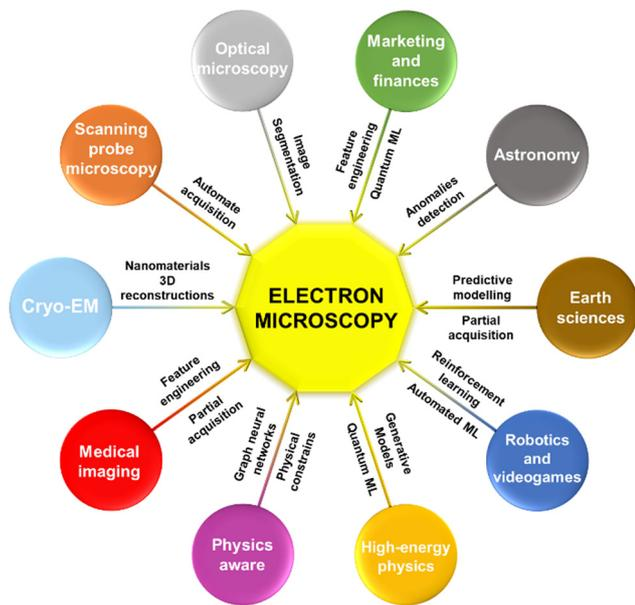 Optical
microscopy
Marketing
and
finances
Scanning
probe
microscopy
Astronomy
Image
Segmentation
Feature
engineering
Quantum ML
Automate
acquisition
Anomalies
detection
Cryo-EM
Nanomaterials
3D
reconstructions
ELECTRON
MICROSCOPY
Predictive
modelling
Partial
acquisition
Earth
sciences
Feature
engineering
Partial
acquisition
Reinforcement
learning
Automated ML
Medical
imaging
Graph neural
networks
Physical
constrains
Generative
Models
Quantum ML
Robotics
and
videogames
Physics
aware
High-energy
physics